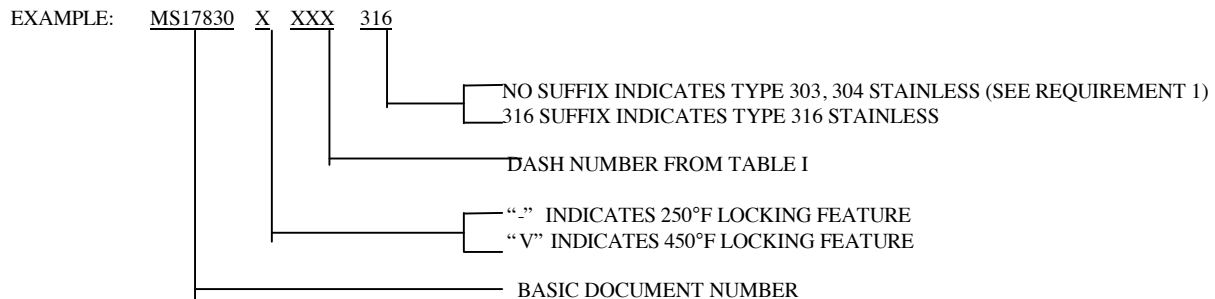 EXAMPLE: MS17830 X XXX 316
NO SUFFIX INDICATES TYPE 303, 304 STAINLESS (SEE REQUIREMENT 1)
316 SUFFIX INDICATES TYPE 316 STAINLESS
DASH NUMBER FROM TABLE I
“-” INDICATES 250°F LOCKING FEATURE
“V” INDICATES 450°F LOCKING FEATURE
BASIC DOCUMENT NUMBER